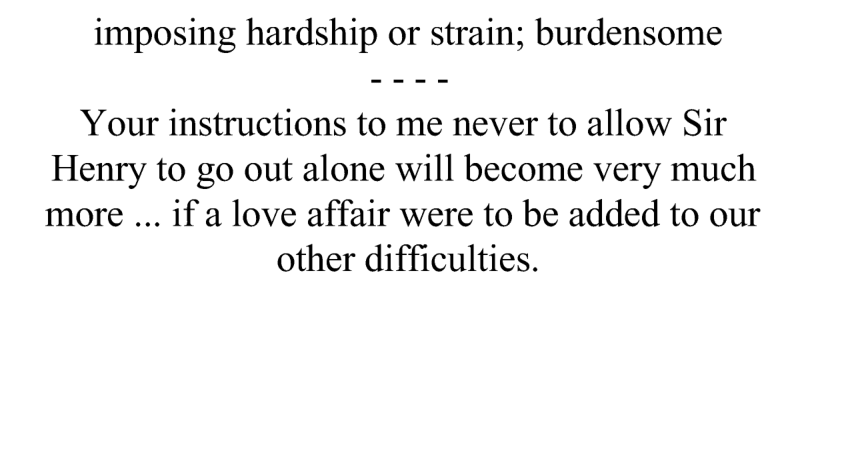 imposing hardship or strain; burdensome
- - - -
Your instructions to me never to allow Sir
Henry to go out alone will become very much
more ... if a love affair were to be added to our
other difficulties.